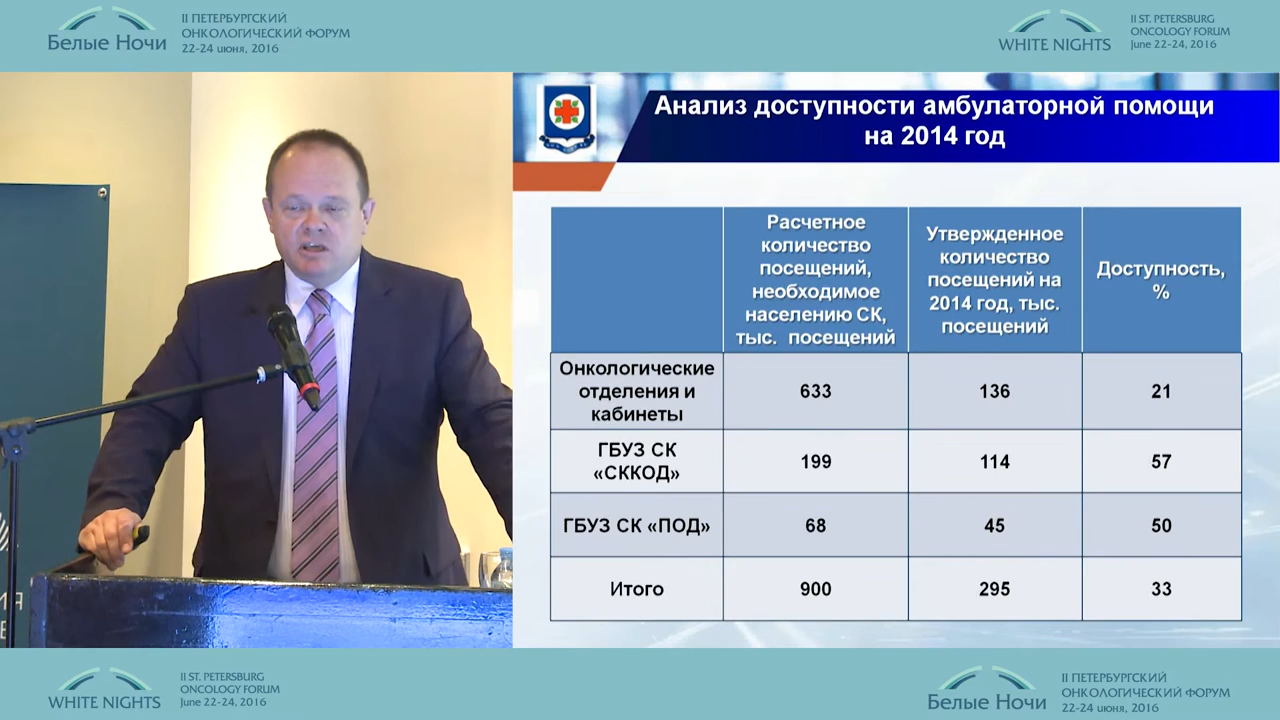 II ПЕТЕРБУРГСКИЙ
ОНКОЛОГИЧЕСКИЙ ФОРУМ
Белые Ночи
22-24 июня, 2016
II ST. PETERSBURG
ONCOLOGY FORUM
WHITE NIGHTS
June 22-24, 2016
Анализ доступности амбулаторной помощи
на 2014 год
Расчетное
количество
посещений,
необходимое
населению СК,
тыс. посещений
Утвержденное
количество
посещений на
2014 год, тыс.
посещений
Доступность,
%
Онкологические
отделения и
кабинеты
633
136
21
ГБУЗ СК
«СККОД»
199
114
57
ГБУЗ СК «ПОД»
68
45
50
Итого
900
295
33
II ST. PETERSBURG
ONCOLOGY FORUM
WHITE NIGHTS
June 22-24, 2016
II ПЕТЕРБУРГСКИЙ
ОНКОЛОГИЧЕСКИЙ ФОРУМ
Белые Ночи
22-24 июня, 2016